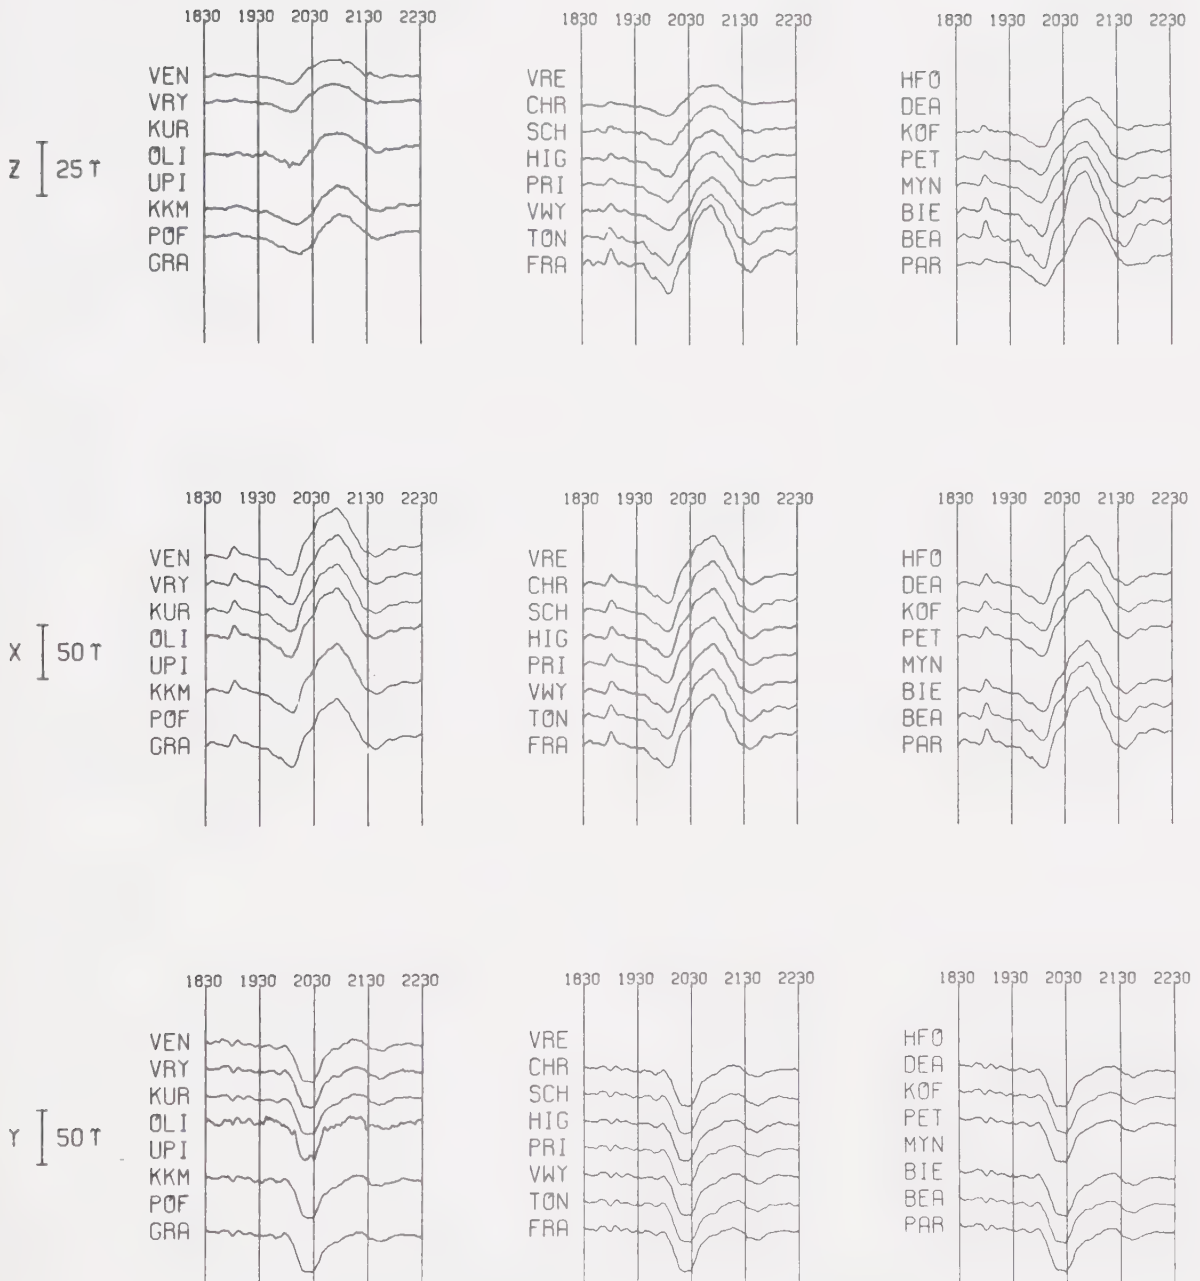 1830 1930 2030 2130 2230
VEN
VRY
KUR
ØLI
UPI
KKM
PØF
GRA
Z 25 T
1830 1930 2030 2130 2230
VRE
CHR
SCH
HIG
PRI
VWY
TØN
FRA
1830 1930 2030 2130 2230
HFØ
DEA
KØF
PET
MYN
BIE
BEA
PAR
1830 1930 2030 2130 2230
VEN
VRY
KUR
ØLI
UPI
KKM
PØF
GRA
X 50 T
1830 1930 2030 2130 2230
VRE
CHR
SCH
HIG
PRI
VWY
TØN
FRA
1830 1930 2030 2130 2230
HFØ
DEA
KØF
PET
MYN
BIE
BEA
PAR
1830 1930 2030 2130 2230
VEN
VRY
KUR
ØLI
UPI
KKM
PØF
GRA
Y 50 T
1830 1930 2030 2130 2230
VRE
CHR
SCH
HIG
PRI
VWY
TØN
FRA
1830 1930 2030 2130 2230
HFØ
DEA
KØF
PET
MYN
BIE
BEA
PAR